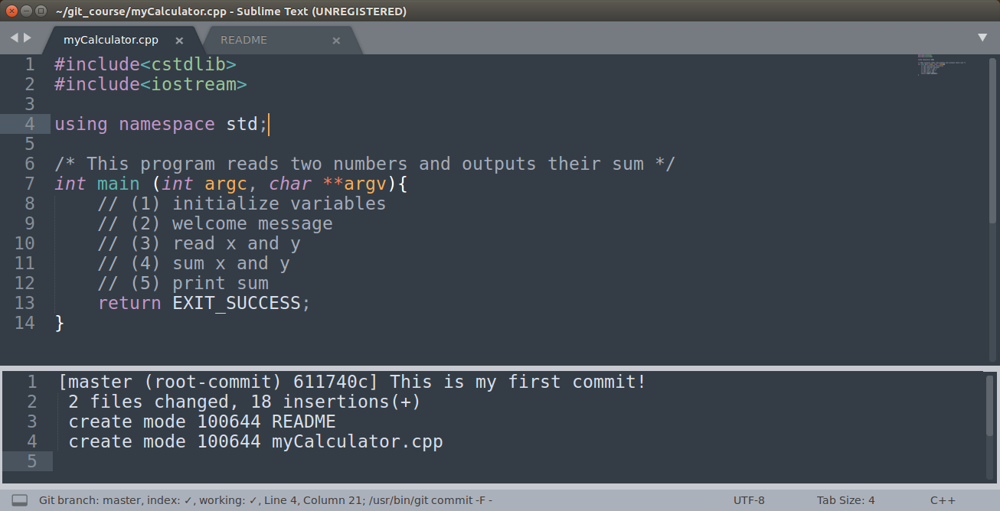 ~/git_course/myCalculator.cpp - Sublime Text (UNREGISTERED)
myCalculator.cpp × README ×
1 #include<cstdlib>
2 #include<iostream>
3
4 using namespace std;
5
6 /* This program reads two numbers and outputs their sum */
7 int main (int argc, char **argv){
8 // (1) initialize variables
9 // (2) welcome message
10 // (3) read x and y
11 // (4) sum x and y
12 // (5) print sum
13 return EXIT_SUCCESS;
14 }
1 [master (root-commit) 611740c] This is my first commit!
2 2 files changed, 18 insertions(+)
3 create mode 100644 README
4 create mode 100644 myCalculator.cpp
5
Git branch: master, index: ✓, working: ✓, Line 4, Column 21; /usr/bin/git commit -F - UTF-8 Tab Size: 4 C++